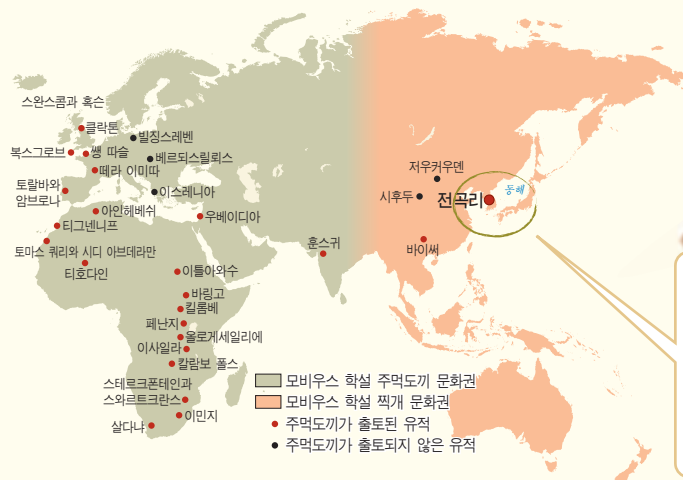 스완스콤과 혹슨
클락톤
빌징스레벤
복스그로브
쌩 따슐
베르되스릴뢰스
떼라 이미따
저우커우뎬
토랄바와
암브로나
이스레니아
시후두
전곡리
동해
아인헤베쉬
우베이디아
티그넨니프
토마스 쿼리와 시디 아브데라만
훈스귀
바이써
티호다인
이틀아와수
바링고
킬롬베
페난지
올로게세일리에
이사밀라
칼람보 폴스
스테르크폰테인과
스와르트크란스
이민지
살다냐
모비우스 학설 주먹도끼 문화권
모비우스 학설 찍개 문화권
주먹도끼가 출토된 유적
주먹도끼가 출토되지 않은 유적